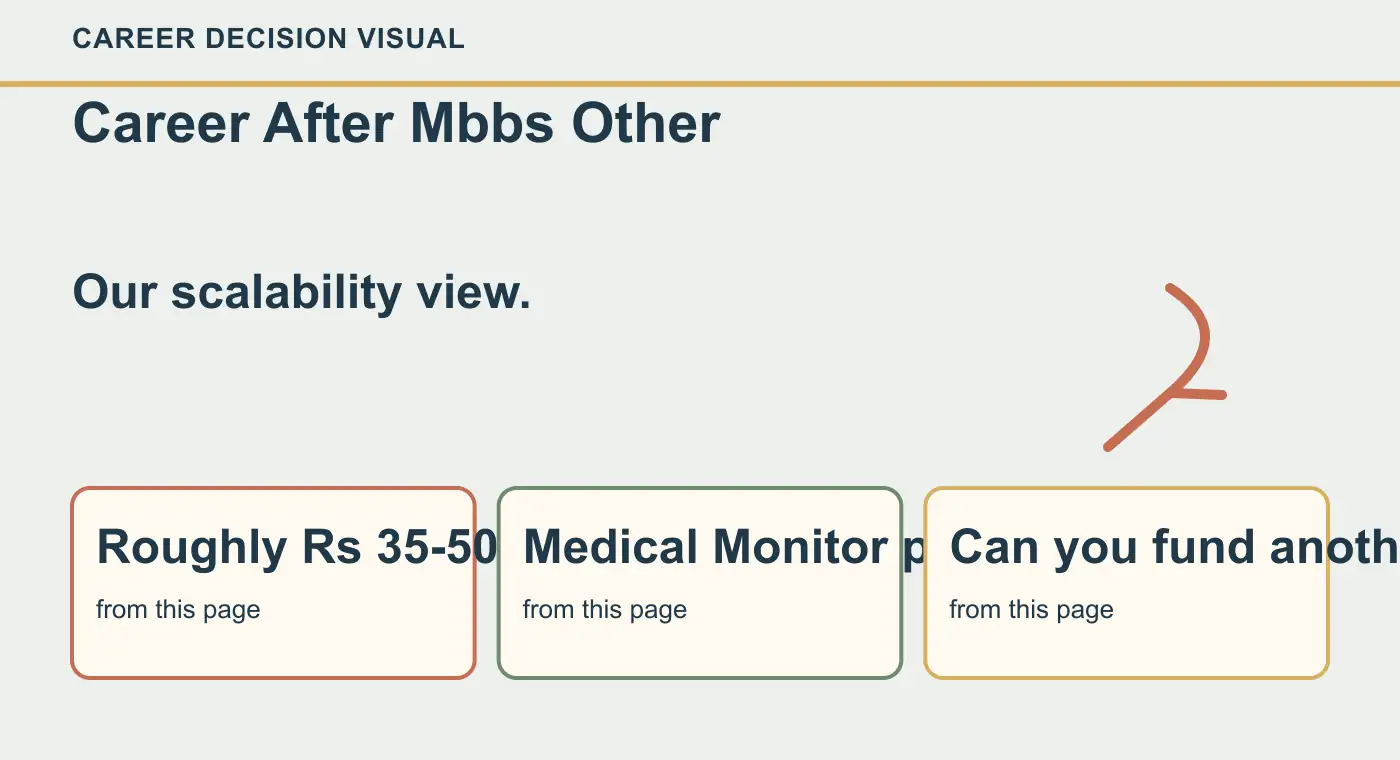 CAREER DECISION VISUAL
Career After Mbbs Other
Our scalability view.
Roughly Rs 35-50
from this page
Medical Monitor p
from this page
Can you fund anoth
from this page